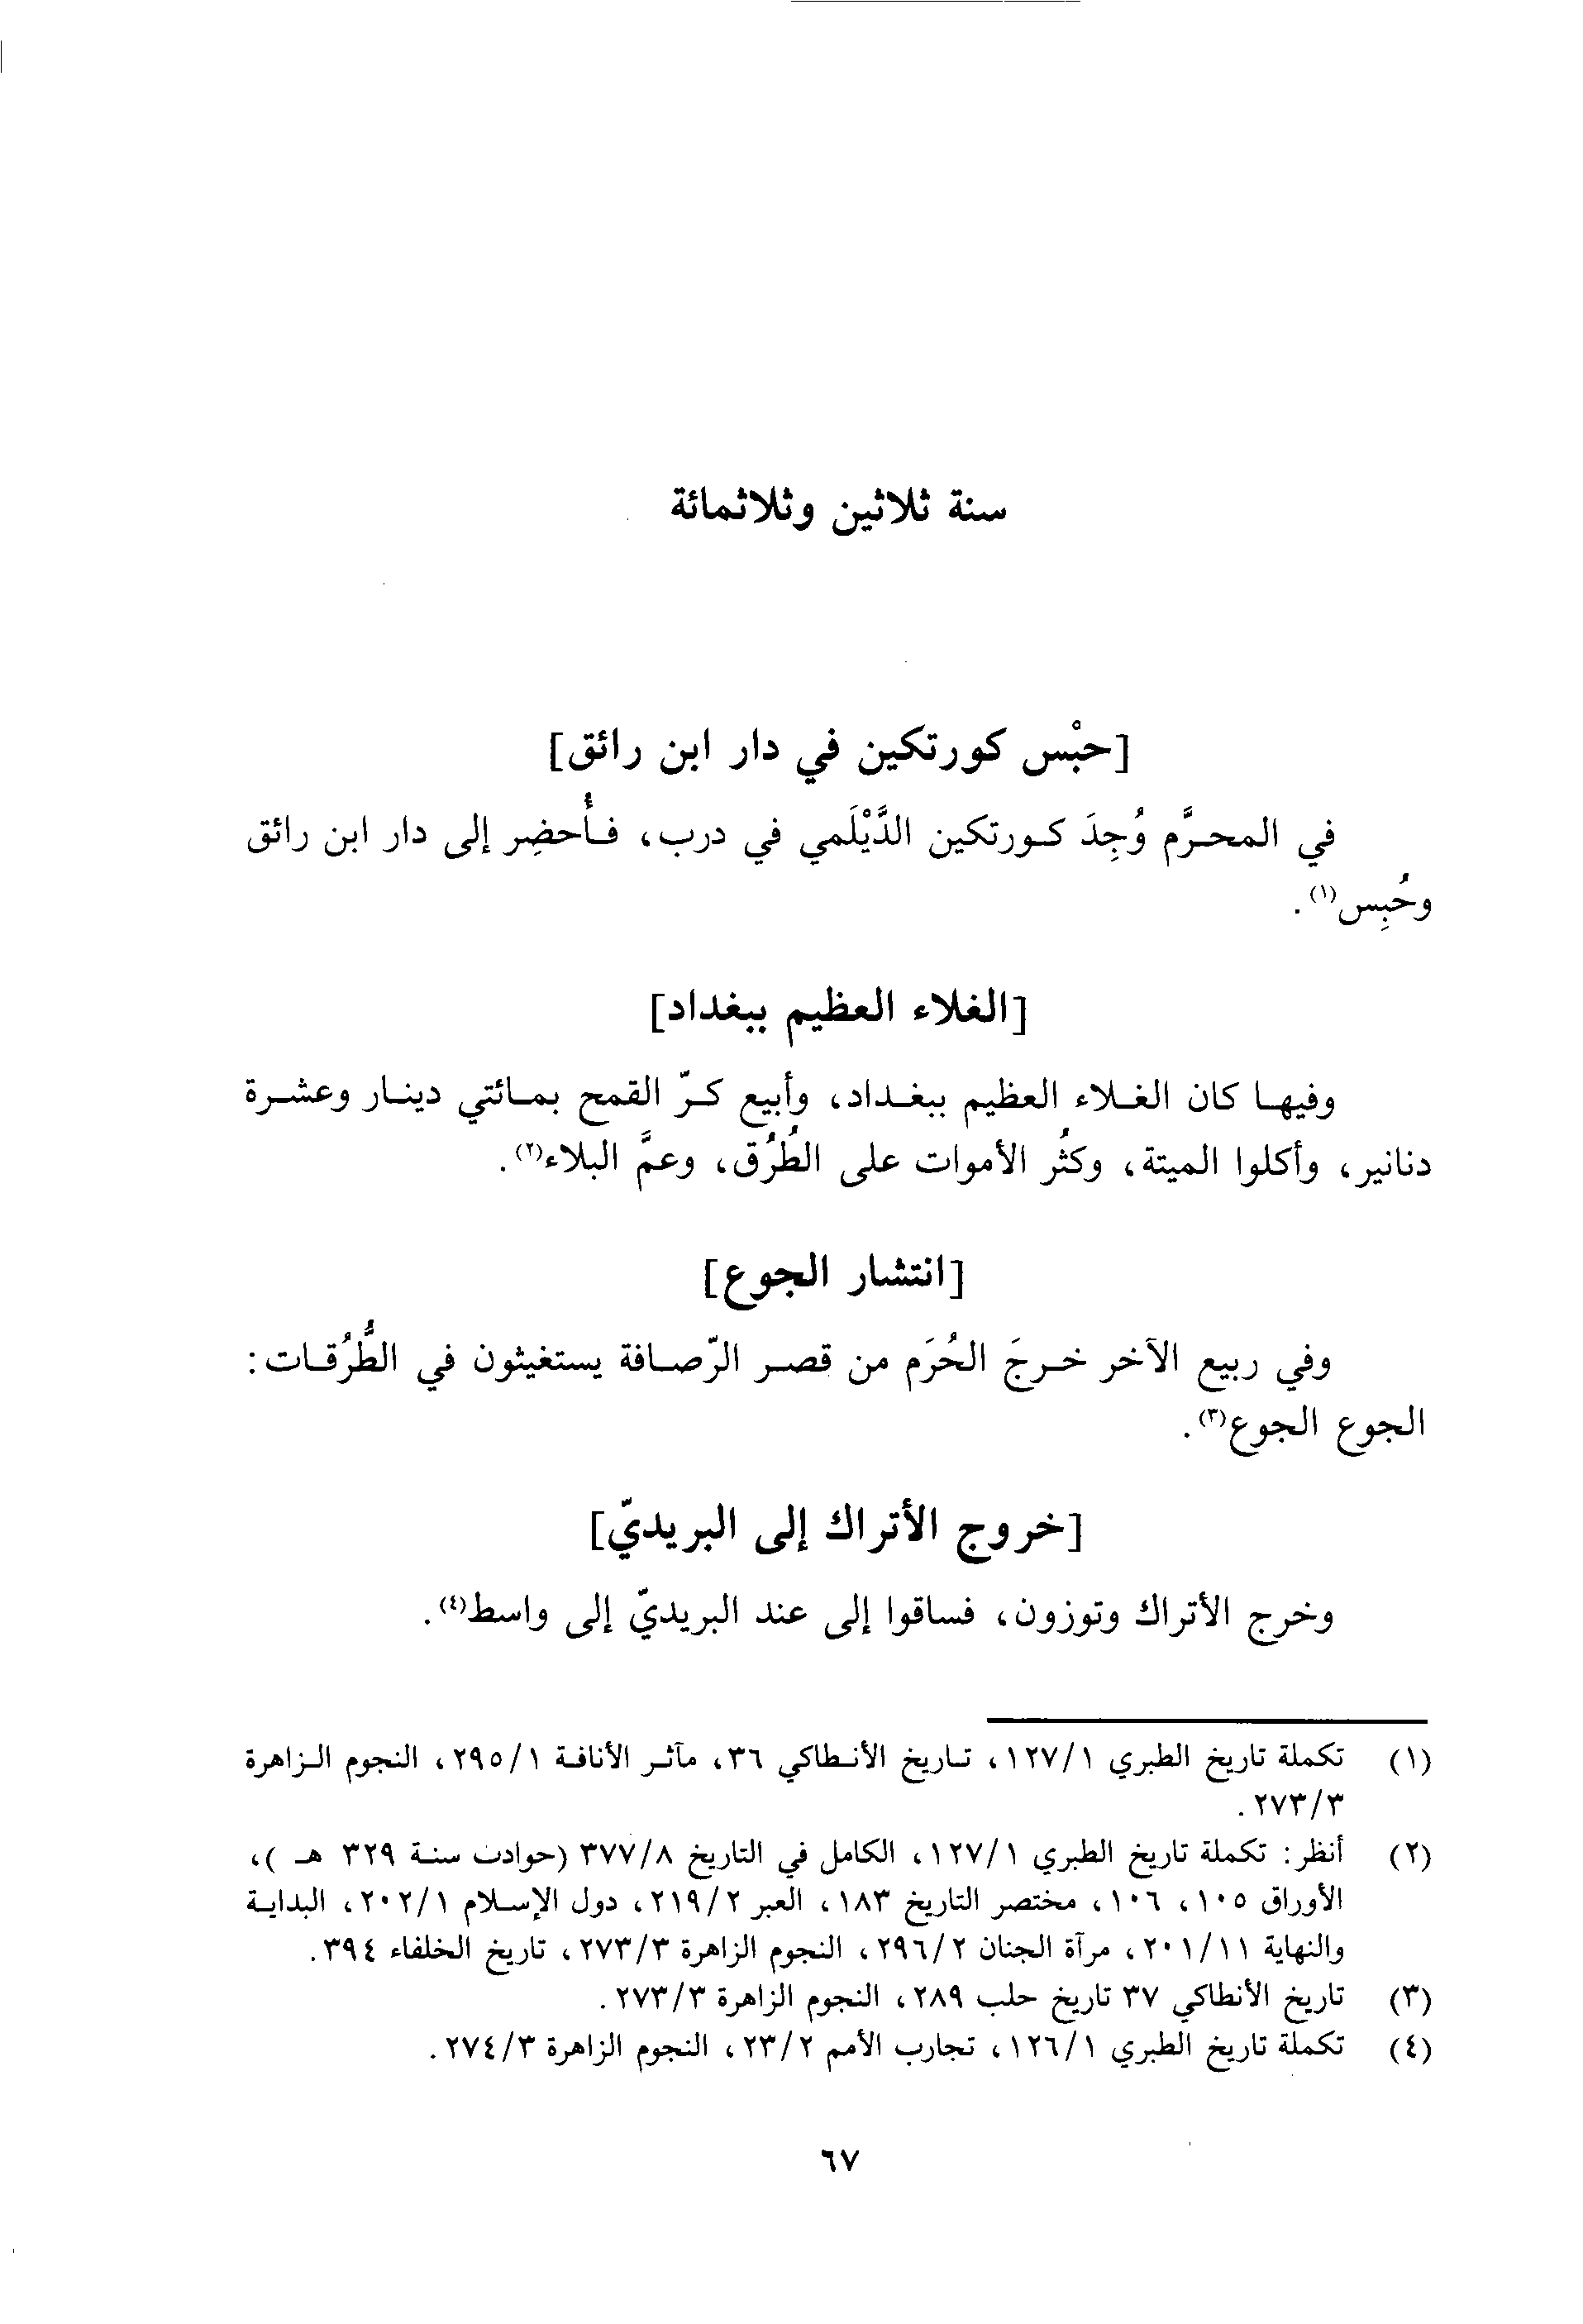 سنة ثلاثين وثلاثمائة
[حبْس كورتكين في دار ابن رائق]
في المحرَّم وُجِدَ كورتكين الدَّيْلَمي في درب، فأُحضِر إلى دار ابن رائق
وحُبِس(١).
[الغلاء العظيم ببغداد]
وفيها كان الغلاء العظيم ببغداد، وأبيع كرّ القمح بمائتي دينار وعشرة
دنانير، وأكلوا الميتة، وكثُر الأموات على الطُرُق، وعمَّ البلاء(٢).
[انتشار الجوع]
وفي ربيع الآخر خرجَ الحُرَم من قصر الرّصافة يستغيثون في الطُّرُقات:
الجوع الجوع(٣).
[خروج الأتراك إلى البريديّ]
وخرج الأتراك وتوزون، فساقوا إلى عند البريديّ إلى واسط(٤).
(١) تكملة تاريخ الطبري ١/ ١٢٧، تاريخ الأنطاكي ٣٦، مآثر الأنافة ١/ ٢٩٥، النجوم الزاهرة
٣/ ٢٧٣.
(٢) أنظر: تكملة تاريخ الطبري ١/ ١٢٧، الكامل في التاريخ ٨/ ٣٧٧ (حوادث سنة ٣٢٩ هـ )،
الأوراق ١٠٥، ١٠٦، مختصر التاريخ ١٨٣، العبر ٢/ ٢١٩، دول الإسلام ١/ ٢٠٢، البداية
والنهاية ١١/ ٢٠١، مرآة الجنان ٢/ ٢٩٦، النجوم الزاهرة ٣/ ٢٧٣، تاريخ الخلفاء ٣٩٤.
(٣) تاريخ الأنطاكي ٣٧ تاريخ حلب ٢٨٩، النجوم الزاهرة ٣/ ٢٧٣.
(٤) تكملة تاريخ الطبري ١/ ١٢٦، تجارب الأمم ٢/ ٢٣، النجوم الزاهرة ٣/ ٢٧٤.
٦٧